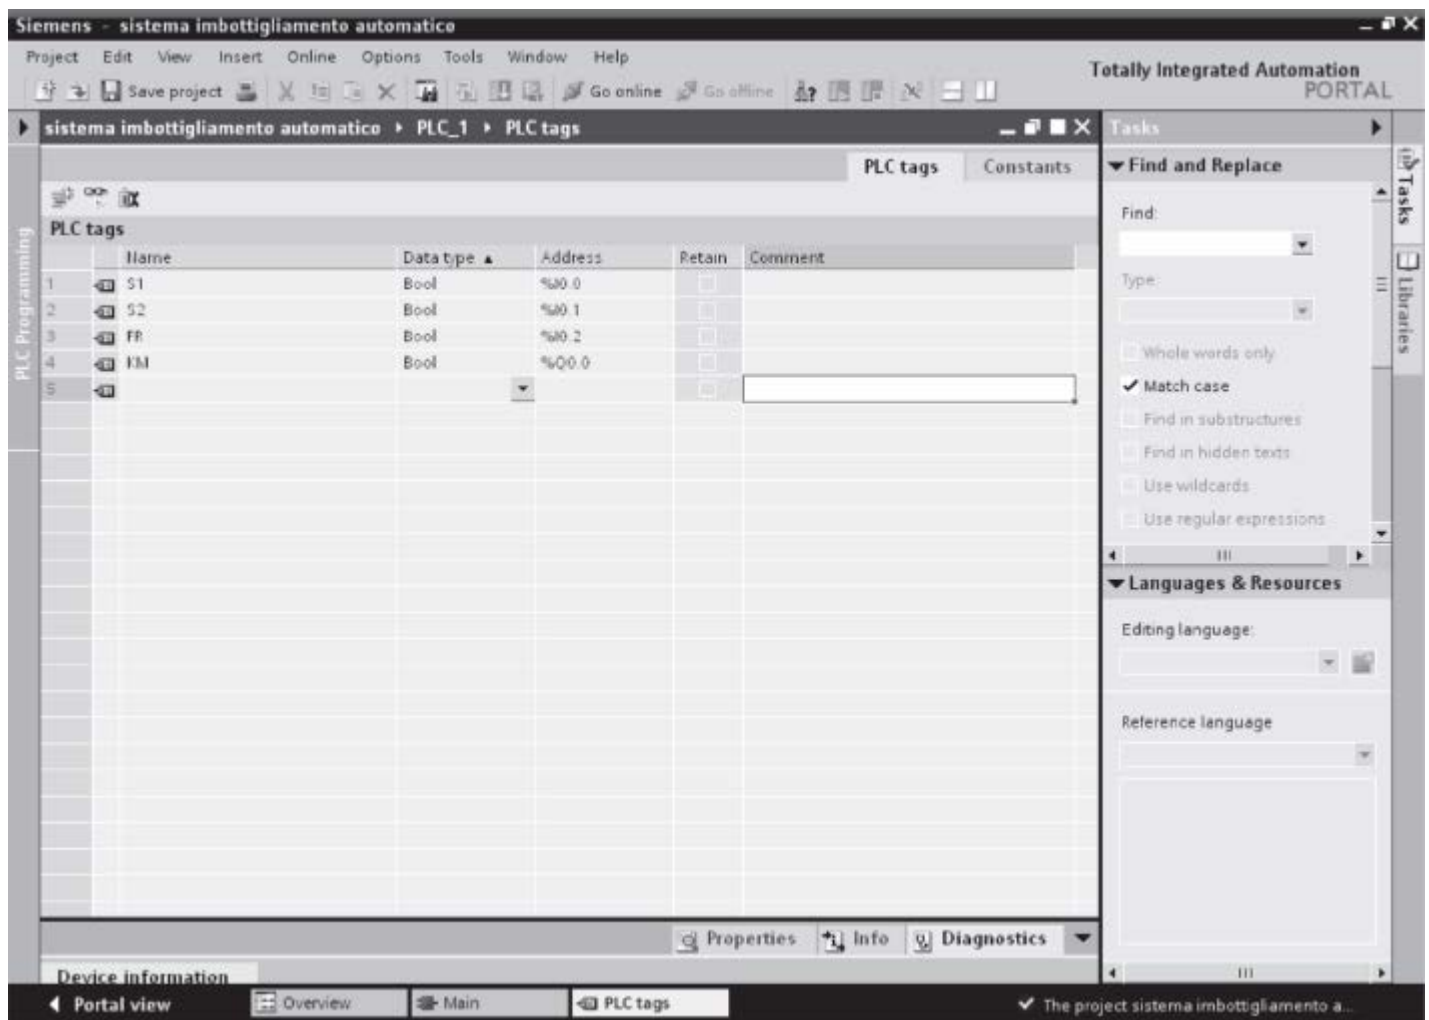 Siemens - sistema imbottigliamento automatico
Project Edit View Insert Online Options Tools Window Help
Totally Integrated Automation
PORTAL
Save project Go online Go offline
sistema imbottigliamento automatico PLC_1 PLC tags
Tasks
PLC tags Constants
Find and Replace
PLC tags
Name Data type Address Retain Comment
1 S1 Bool %I0.0
2 S2 Bool %I0.1
3 FR Bool %I0.2
4 KM Bool %Q0.0
5
Find:
Type:
Whole words only
Match case
Find in substructures
Find in hidden texts
Use wildcards
Use regular expressions
Languages & Resources
Editing language:
Reference language
PLC Programming
Tasks
Libraries
Properties Info Diagnostics
Device information
Portal view Overview Main PLC tags
The project sistema imbottigliamento a...